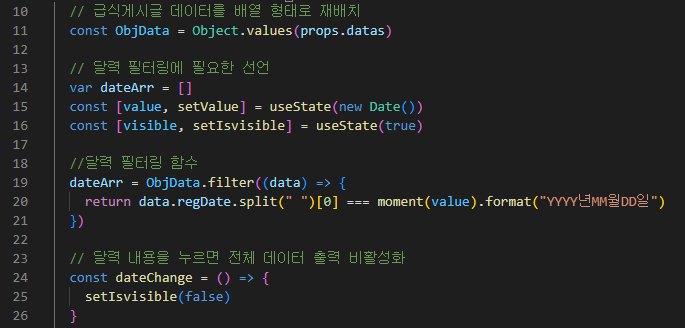 10 // 급식게시글 데이터를 배열 형태로 재배치
11 const ObjData = Object.values(props.datas)
12
13 // 달력 필터링에 필요한 선언
14 var dateArr = []
15 const [value, setValue] = useState(new Date())
16 const [visible, setIsvisible] = useState(true)
17
18 //달력 필터링 함수
19 dateArr = ObjData.filter((data) => {
20 return data.regDate.split(" ")[0] === moment(value).format("YYYY년MM월DD일")
21 })
22
23 // 달력 내용을 누르면 전체 데이터 출력 비활성화
24 const dateChange = () => {
25 setIsvisible(false)
26 }